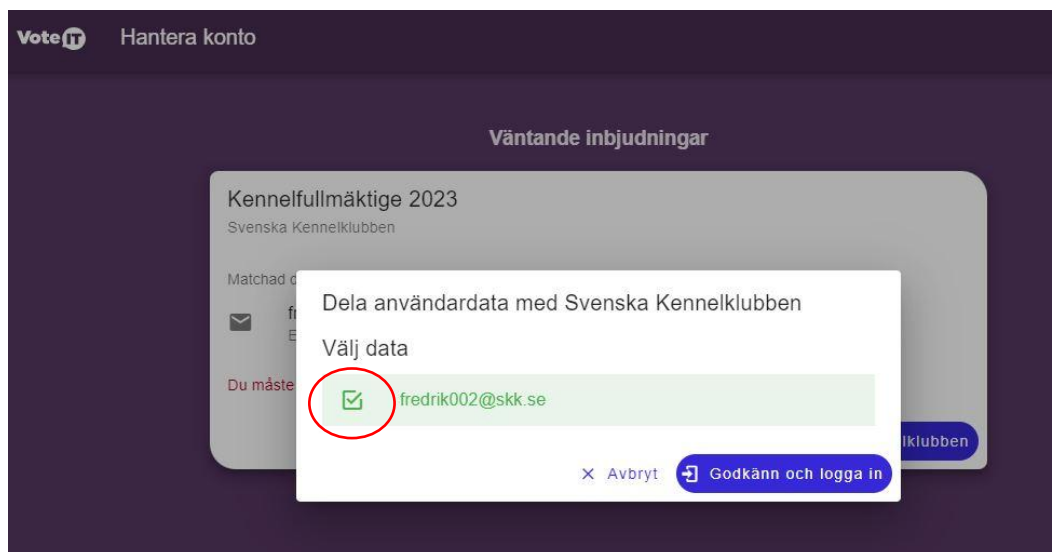 VoteIT Hantera konto
Väntande inbjudningar
Kennelfullmäktige 2023
Svenska Kennelklubben
Matchad
Dela användardata med Svenska Kennelklubben
Välj data
Du måste
fredrik002@skk.se
lklubben
Avbryt Godkänn och logga in